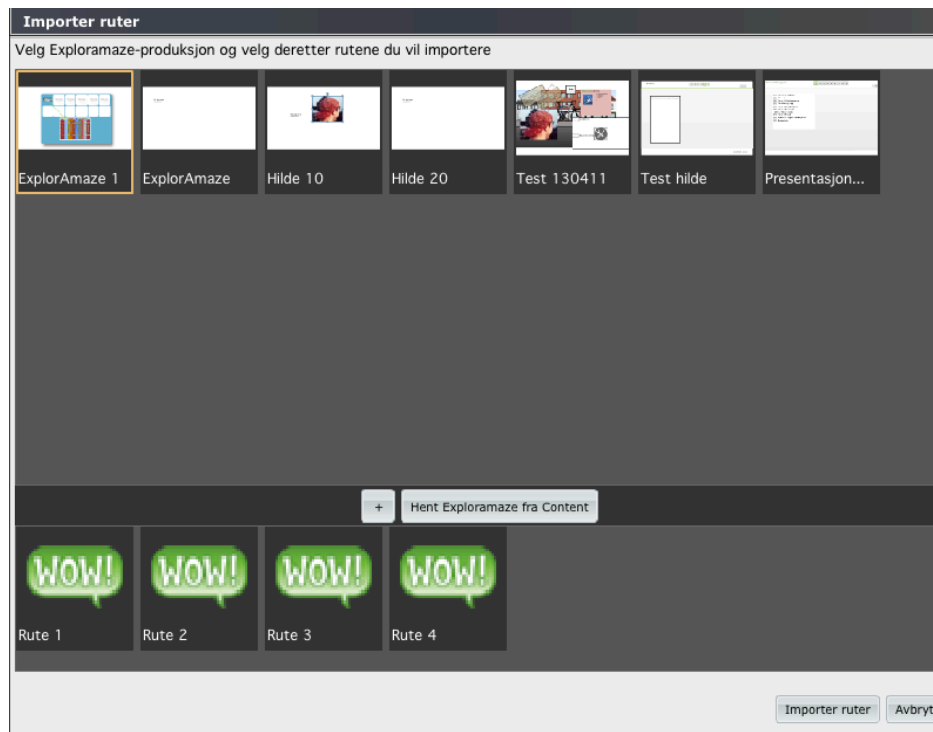 Importer ruter
Velg Exploramaze-produksjon og velg deretter rutene du vil importere
ExplorAmaze 1
ExplorAmaze
Hilde 10
Hilde 20
Test 130411
Test hilde
Presentasjon...
+
Hent Exploramaze fra Content
WOW!
WOW!
WOW!
WOW!
Rute 1
Rute 2
Rute 3
Rute 4
Importer ruter
Avbryt